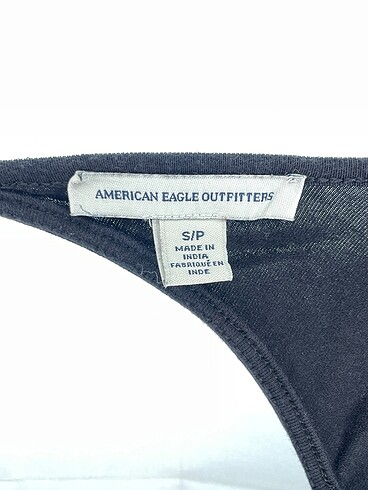 AMERICAN EAGLE OUTFITTERS
S/P
MADE IN
INDIA
FABRIQUÉ EN
INDE